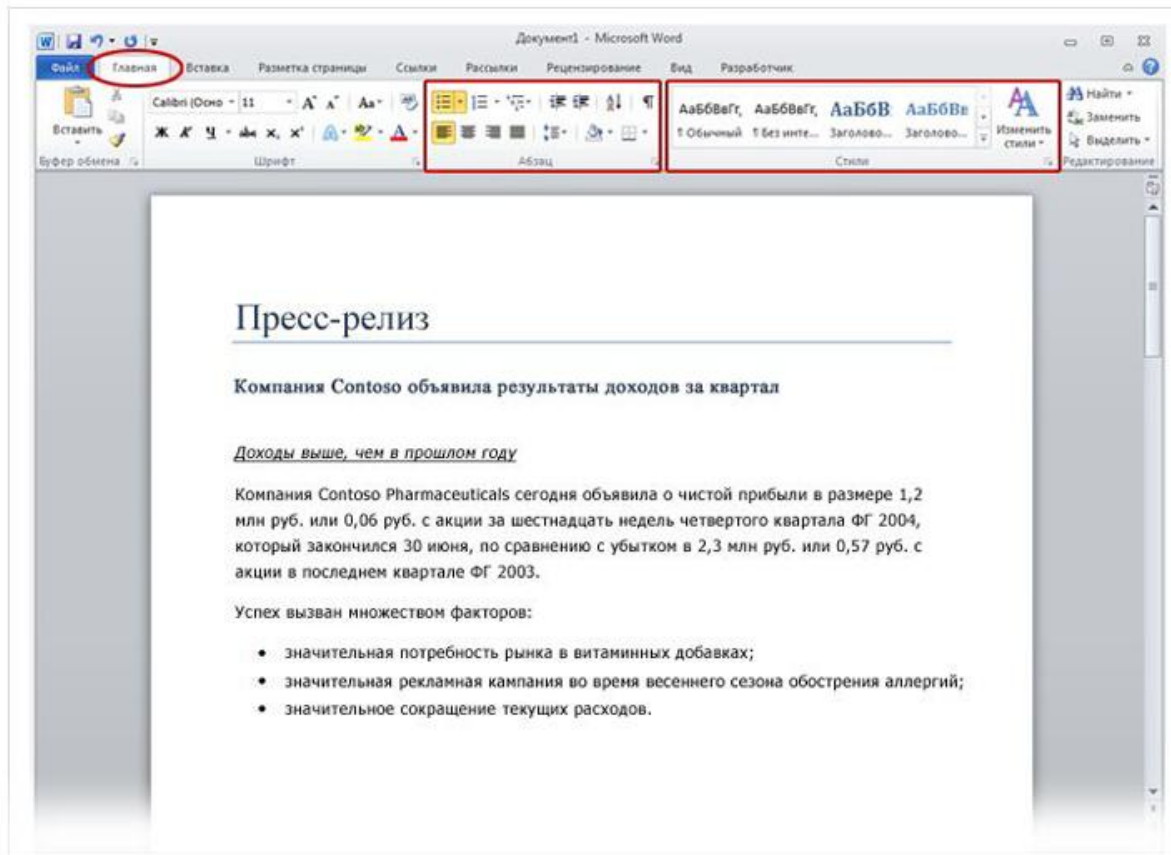 Документ1 - Microsoft Word
Файл Главная Вставка Разметка страницы Ссылки Рассылки Рецензирование Вид Разработчик
Calibri (Осно 11 Аа
Найти
Вставить
Ж К Ч abc x, x' А
АаБбВвГг, АаБбВвГг, АаБбВ АаБбВв
Изменить стили
Заменить
¶ Обычный ¶ Без инте... Заголово... Заголово...
Выделить
Буфер обмена Шрифт Абзац Стили Редактирование
Пресс-релиз
Компания Contoso объявила результаты доходов за квартал
Доходы выше, чем в прошлом году
Компания Contoso Pharmaceuticals сегодня объявила о чистой прибыли в размере 1,2
млн руб. или 0,06 руб. с акции за шестнадцать недель четвертого квартала ФГ 2004,
который закончился 30 июня, по сравнению с убытком в 2,3 млн руб. или 0,57 руб. с
акции в последнем квартале ФГ 2003.
Успех вызван множеством факторов:
• значительная потребность рынка в витаминных добавках;
• значительная рекламная кампания во время весеннего сезона обострения аллергий;
• значительное сокращение текущих расходов.